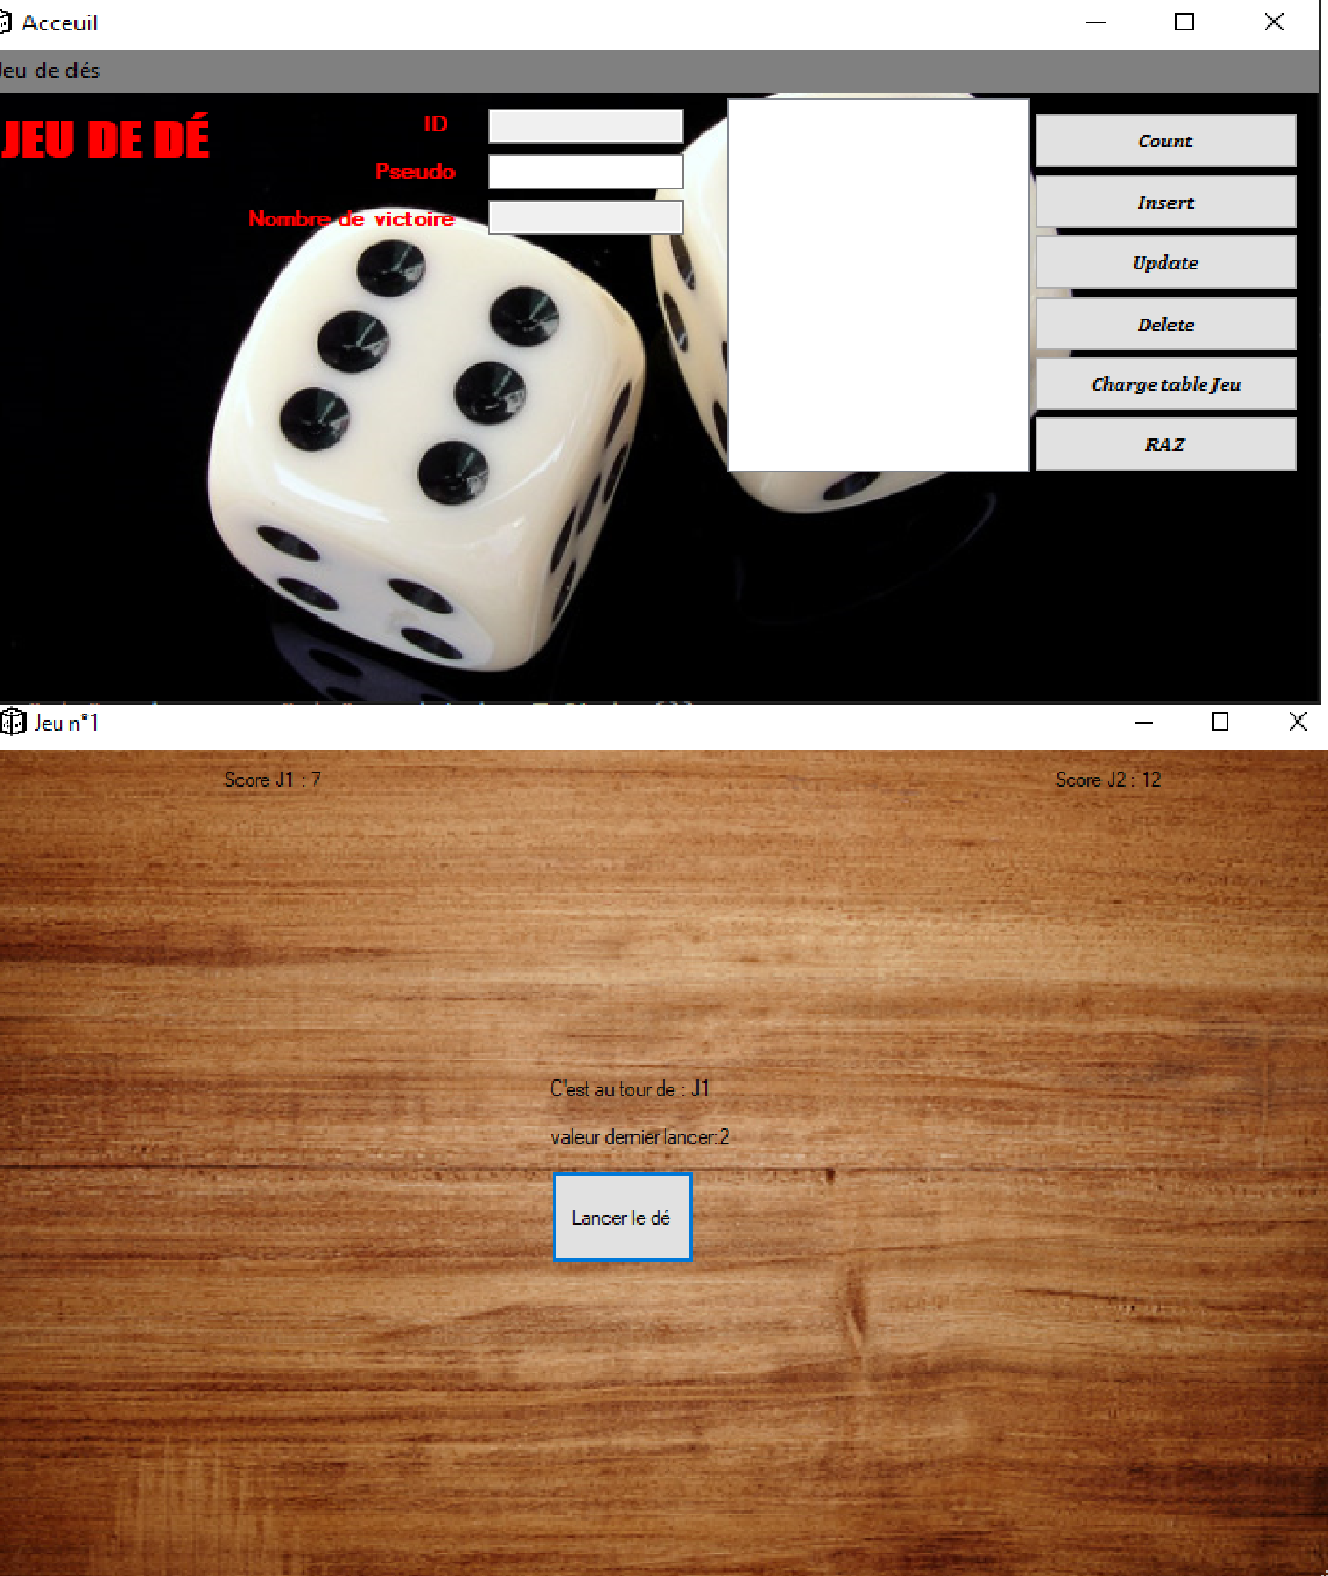 Acceuil
Jeu de dés
JEU DE DÉ
ID
Pseudo
Nombre de victoire
Count
Insert
Update
Delete
Charge table Jeu
RAZ
Jeu n°1
Score J1 : 7
Score J2 : 12
C'est au tour de : J1
valeur dernier lancer:2
Lancer le dé